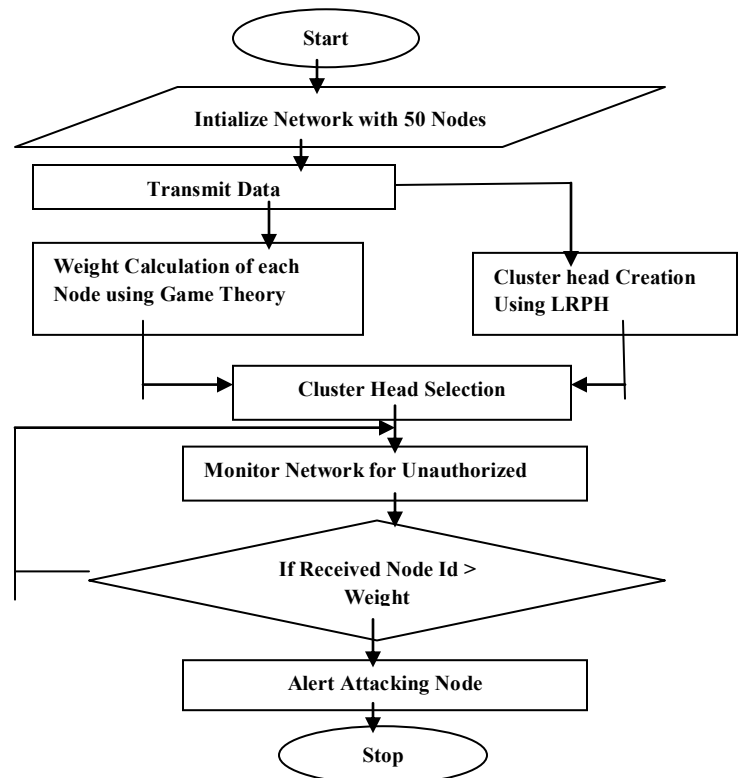 Start
Intialize Network with 50 Nodes
Transmit Data
Weight Calculation of each
Node using Game Theory
Cluster head Creation
Using LRPH
Cluster Head Selection
Monitor Network for Unauthorized
If Received Node Id >
Weight
Alert Attacking Node
Stop